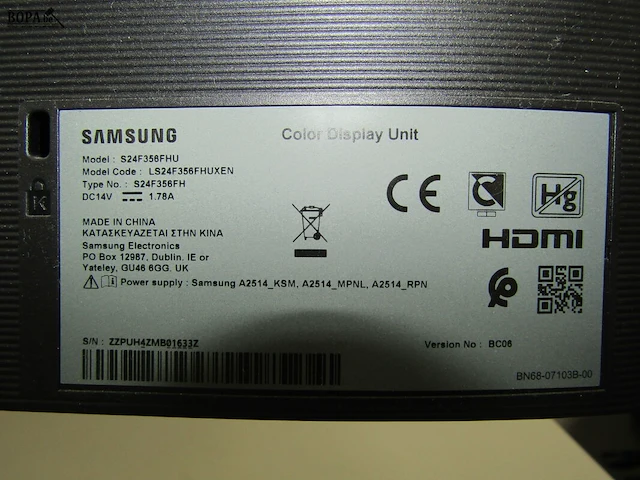 BOPA
SAMSUNG
Color Display Unit
Model : S24F356FHU
Model Code : LS24F356FHUXEN
Type No. : S24F356FH
DC14V 1.78A
MADE IN CHINA
ΚΑΤΑΣΚΕΥΑΖΕΤΑΙ ΣΤΗΝ ΚΙΝΑ
Samsung Electronics
PO Box 12987, Dublin. IE or
Yateley, GU46 6GG. UK
Power supply : Samsung A2514_KSM, A2514_MPNL, A2514_RPN
CE
Hg
HDMI
S/N : ZZPUH4ZMB01633Z
Version No : BC06
BN68-07103B-00